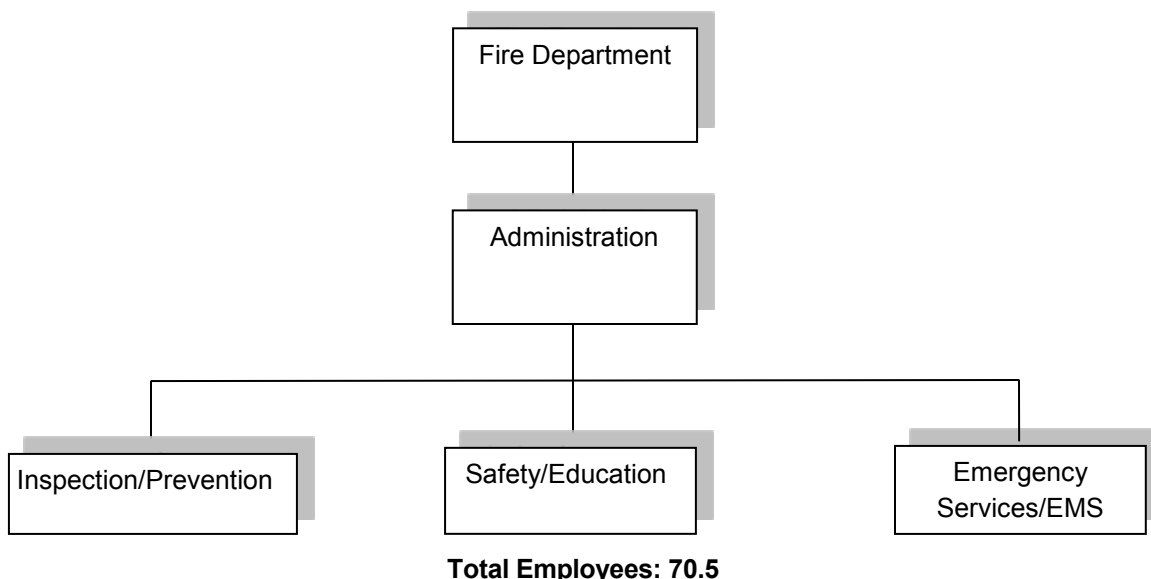 Fire Department
Administration
Inspection/Prevention
Safety/Education
Emergency
Services/EMS
Total Employees: 70.5